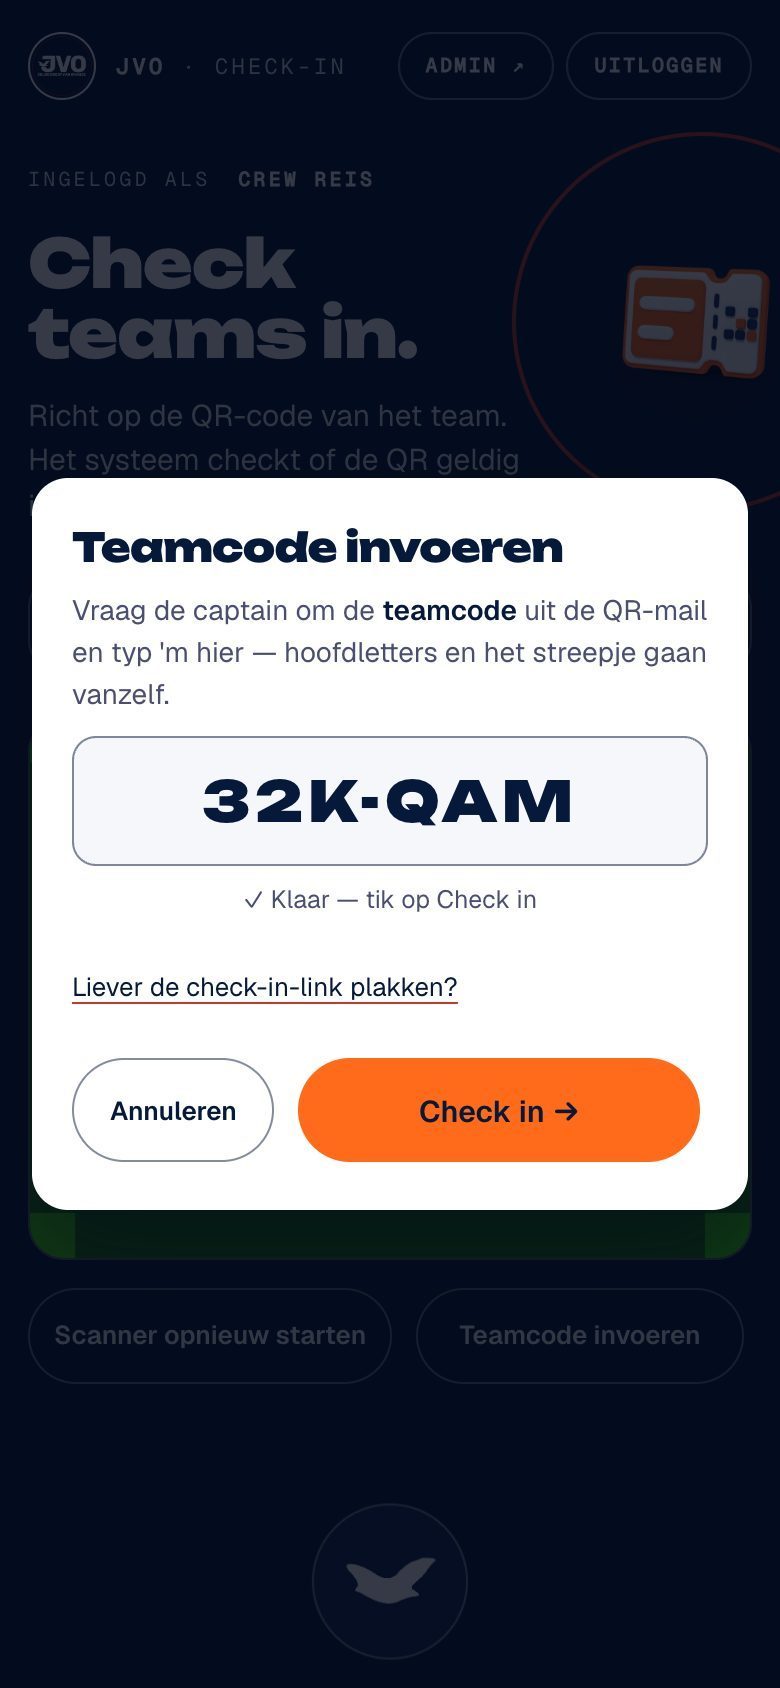 JVO
JVO · CHECK-IN
ADMIN ↗
UITLOGGEN
INGELOGD ALS CREW REIS
Check
teams in.
Richt op de QR-code van het team.
Het systeem checkt of de QR geldig
Teamcode invoeren
Vraag de captain om de teamcode uit de QR-mail
en typ 'm hier — hoofdletters en het streepje gaan
vanzelf.
32K-QAM
✓ Klaar — tik op Check in
Liever de check-in-link plakken?
Annuleren
Check in →
Scanner opnieuw starten
Teamcode invoeren